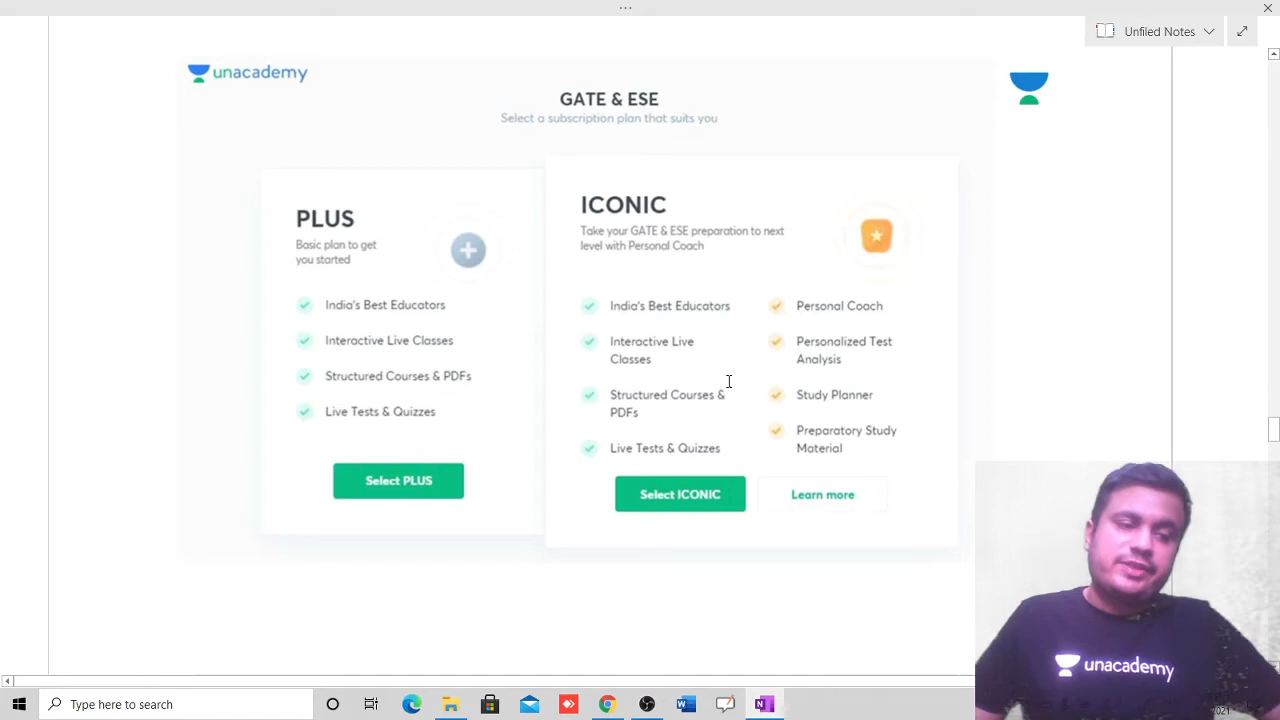 Unfiled Notes
unacademy
GATE & ESE
Select a subscription plan that suits you
PLUS
Basic plan to get
you started
India's Best Educators
Interactive Live Classes
Structured Courses & PDFs
Live Tests & Quizzes
Select PLUS
ICONIC
Take your GATE & ESE preparation to next
level with Personal Coach
India's Best Educators
Interactive Live
Classes
Structured Courses &
PDFs
Live Tests & Quizzes
Personal Coach
Personalized Test
Analysis
Study Planner
Preparatory Study
Material
Select ICONIC
Learn more
unacademy
Type here to search
2021